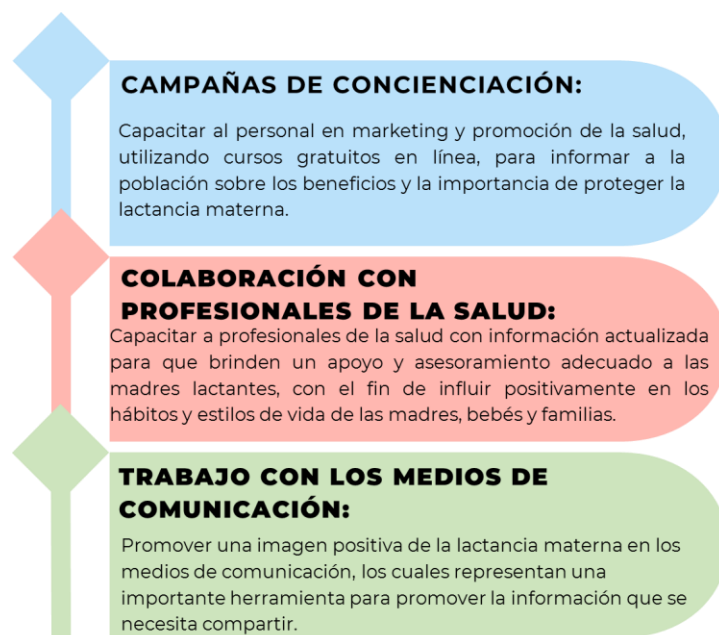 CAMPAÑAS DE CONCIENCIACIÓN:
Capacitar al personal en marketing y promoción de la salud,
utilizando cursos gratuitos en línea, para informar a la
población sobre los beneficios y la importancia de proteger la
lactancia materna.
COLABORACIÓN CON
PROFESIONALES DE LA SALUD:
Capacitar a profesionales de la salud con información actualizada
para que brinden un apoyo y asesoramiento adecuado a las
madres lactantes, con el fin de influir positivamente en los
hábitos y estilos de vida de las madres, bebés y familias.
TRABAJO CON LOS MEDIOS DE
COMUNICACIÓN:
Promover una imagen positiva de la lactancia materna en los
medios de comunicación, los cuales representan una
importante herramienta para promover la información que se
necesita compartir.